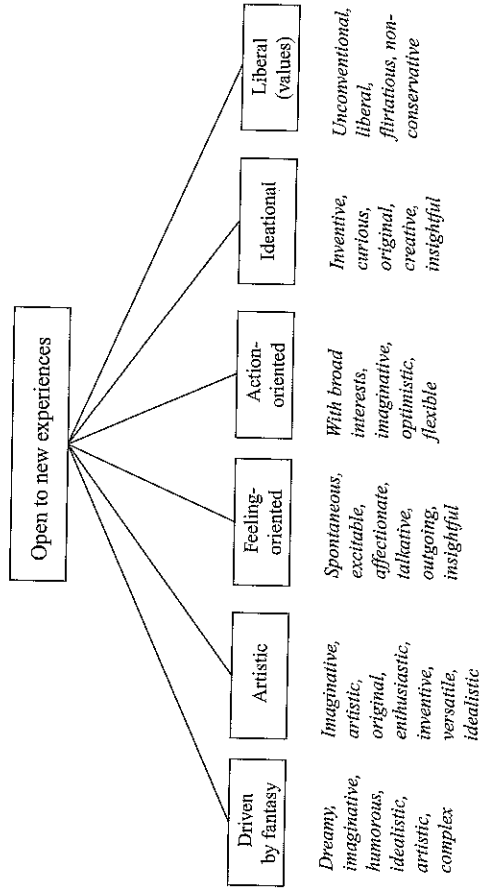 Open to new experiences
Driven
by fantasy
Dreamy,
imaginative,
humorous,
idealistic,
artistic,
complex
Artistic
Imaginative,
artistic,
original,
enthusiastic,
inventive,
versatile,
idealistic
Feeling-
oriented
Spontaneous,
excitable,
affectionate,
talkative,
outgoing,
insightful
Action-
oriented
With broad
interests,
imaginative,
optimistic,
flexible
Ideational
Inventive,
curious,
original,
creative,
insightful
Liberal
(values)
Unconventional,
liberal,
flirtatious, non-
conservative